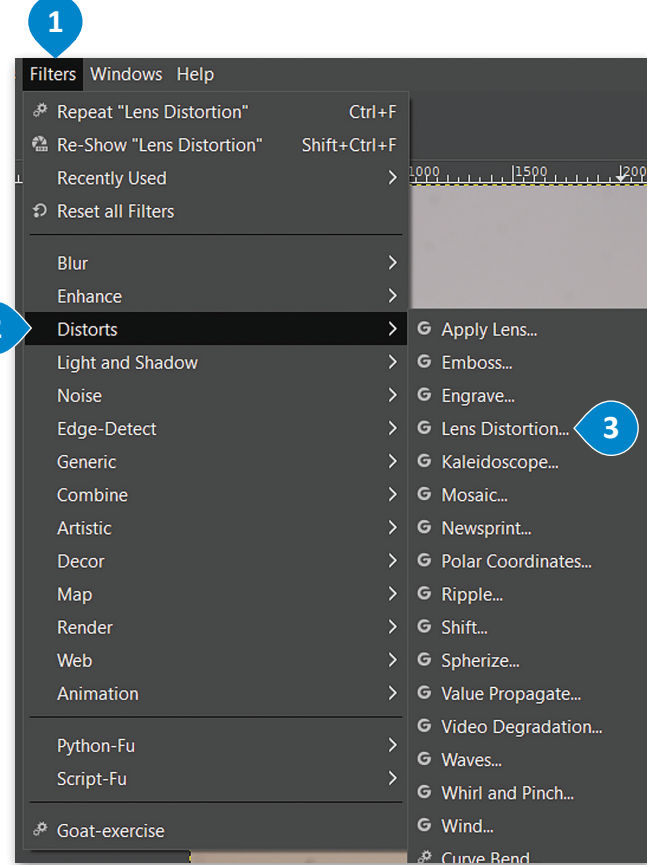 1
Filters Windows Help
Repeat "Lens Distortion" Ctrl+F
Re-Show "Lens Distortion" Shift+Ctrl+F
Recently Used
1000 1500 200
Reset all Filters
Blur
Enhance
2
Distorts
Light and Shadow
Noise
Edge-Detect
Generic
Combine
Artistic
Decor
Map
Render
Web
Animation
Python-Fu
Script-Fu
Goat-exercise
Apply Lens...
Emboss...
Engrave...
Lens Distortion... 3
Kaleidoscope...
Mosaic...
Newsprint...
Polar Coordinates...
Ripple...
Shift...
Spherize...
Value Propagate...
Video Degradation...
Waves...
Whirl and Pinch...
Wind...
Curve Bend